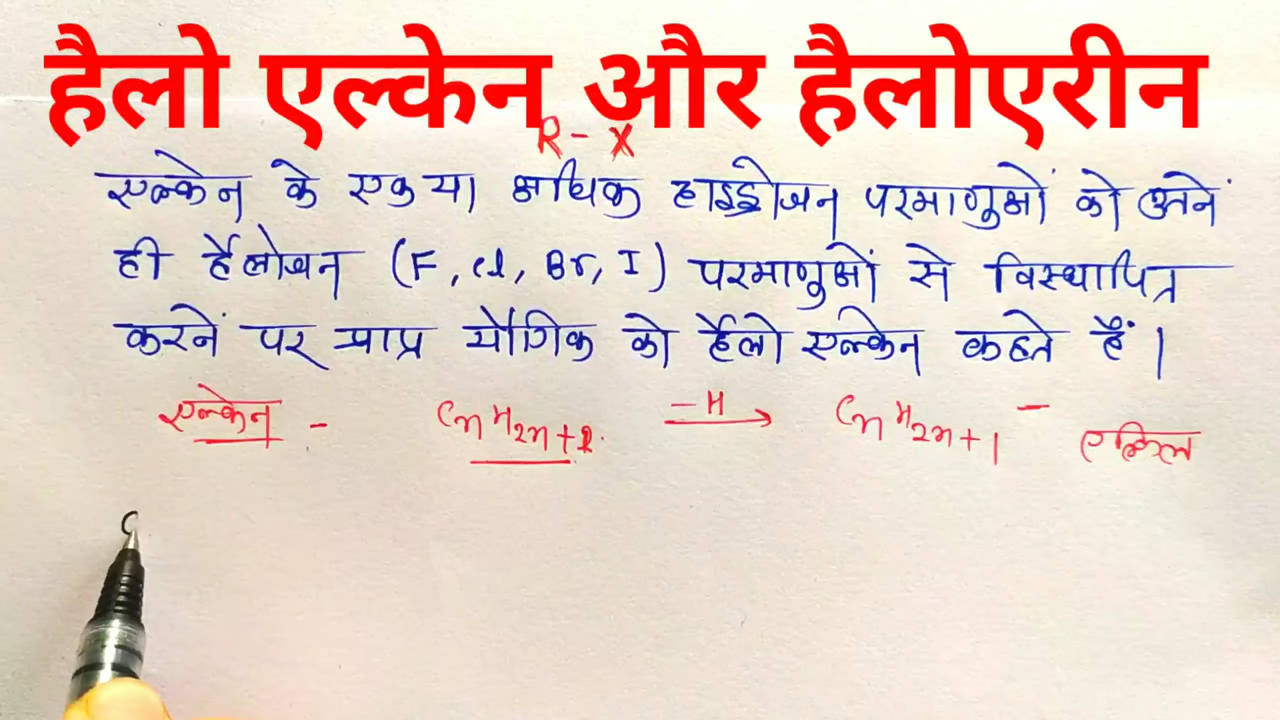 हैलो एल्केन और हैलोएरीन
R - X
एल्केन के एक या अधिक हाइड्रोजन परमाणुओं को उतनें
ही हैलोजन (F, Cl, Br, I) परमाणुओं से विस्थापित
करनें पर प्राप्त यौगिक को हैलो एल्केन कहते हैं।
एल्केन - CnH2n+2 -H → CnH2n+1 - एल्किल
C